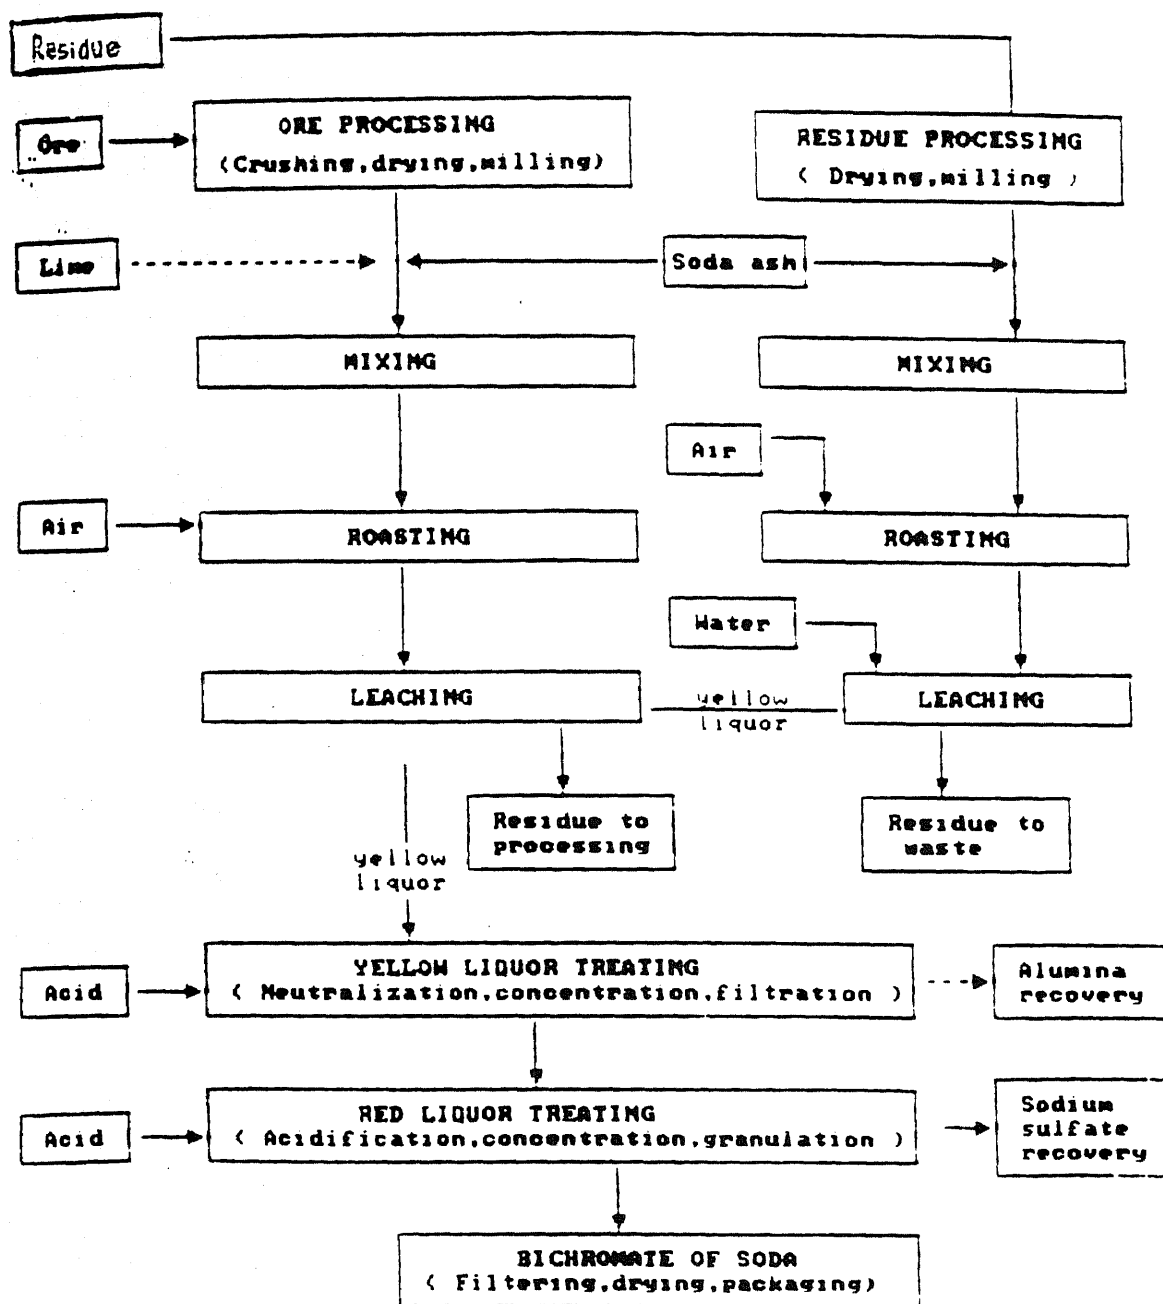 Residue
Ore
ORE PROCESSING
(Crushing,drying,milling)
RESIDUE PROCESSING
( Drying,milling )
Lime
Soda ash
MIXING
MIXING
Air
Air
ROASTING
ROASTING
Water
LEACHING
yellow
liquor
LEACHING
Residue to
processing
Residue to
waste
yellow
liquor
Acid
YELLOW LIQUOR TREATING
( Neutralization,concentration,filtration )
Alumina
recovery
Acid
RED LIQUOR TREATING
( Acidification,concentration,granulation )
Sodium
sulfate
recovery
BICHROMATE OF SODA
( Filtering,drying,packaging)